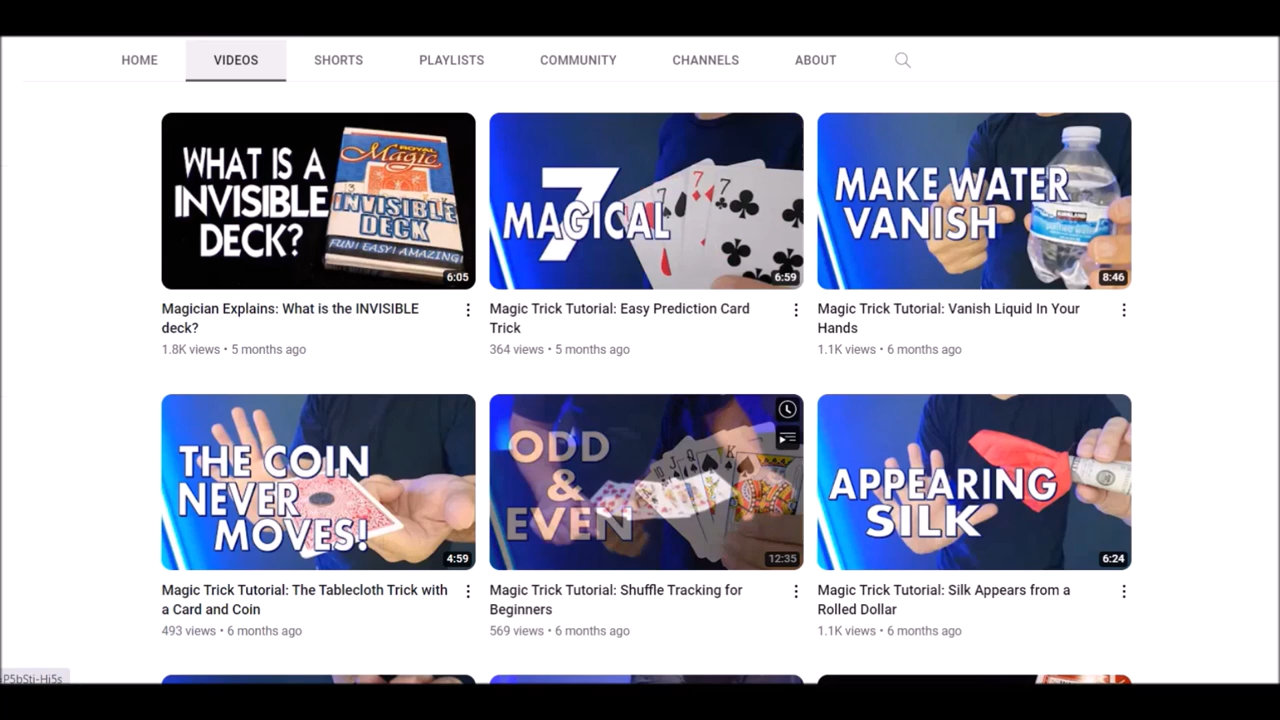 HOME VIDEOS SHORTS PLAYLISTS COMMUNITY CHANNELS ABOUT
WHAT IS A
INVISIBLE
DECK?
ROYAL
Magic
INVISIBLE
DECK
FUN! EASY! AMAZING!
6:05
Magician Explains: What is the INVISIBLE
deck?
1.8K views • 5 months ago
7
MAGICAL
7
7
7
6:59
Magic Trick Tutorial: Easy Prediction Card
Trick
364 views • 5 months ago
MAKE WATER
VANISH
KIRKLAND
8:46
Magic Trick Tutorial: Vanish Liquid In Your
Hands
1.1K views • 6 months ago
THE COIN
NEVER
MOVES!
4:59
Magic Trick Tutorial: The Tablecloth Trick with
a Card and Coin
493 views • 6 months ago
ODD
&
EVEN
10 J Q K
12:35
Magic Trick Tutorial: Shuffle Tracking for
Beginners
569 views • 6 months ago
APPEARING
SILK
6:24
Magic Trick Tutorial: Silk Appears from a
Rolled Dollar
1.1K views • 6 months ago